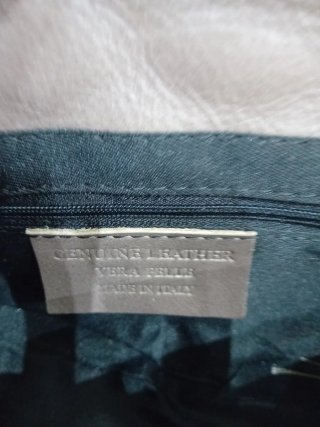 GENUINE LEATHER
VERA PELLE
MADE IN ITALY